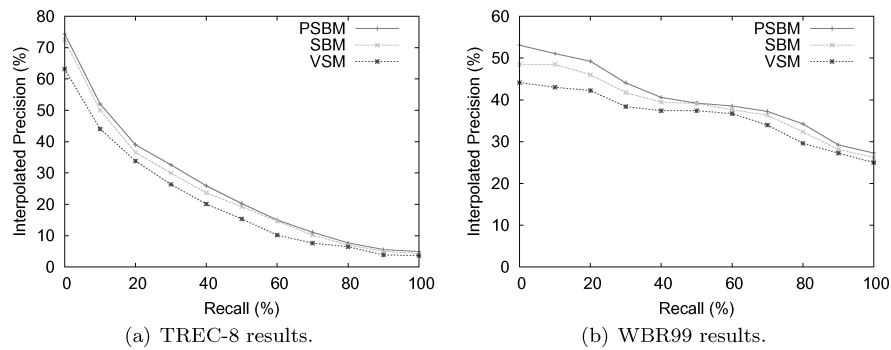 80
70
60
50
40
30
20
10
0
Interpolated Precision (%)
PSBM
SBM
VSM
0 20 40 60 80 100
Recall (%)
(a) TREC-8 results.
60
50
40
30
20
10
0
Interpolated Precision (%)
PSBM
SBM
VSM
0 20 40 60 80 100
Recall (%)
(b) WBR99 results.